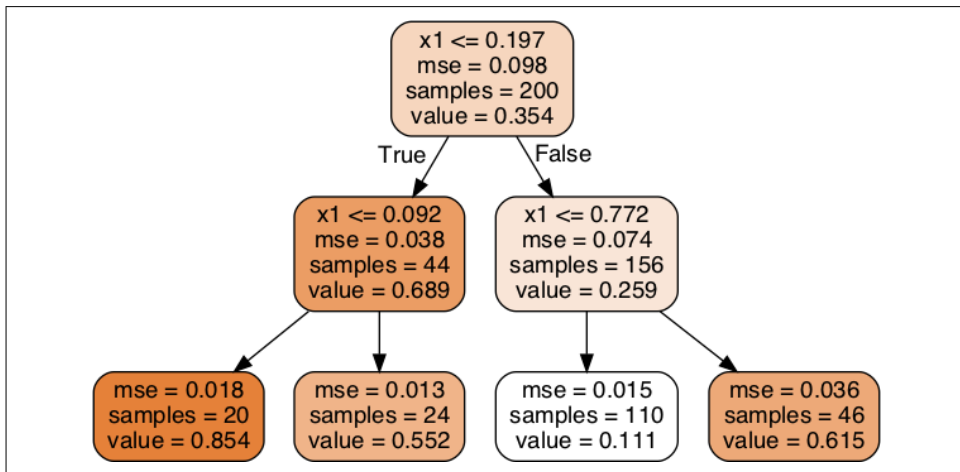 x1 <= 0.197
mse = 0.098
samples = 200
value = 0.354
True
False
x1 <= 0.092
mse = 0.038
samples = 44
value = 0.689
x1 <= 0.772
mse = 0.074
samples = 156
value = 0.259
mse = 0.018
samples = 20
value = 0.854
mse = 0.013
samples = 24
value = 0.552
mse = 0.015
samples = 110
value = 0.111
mse = 0.036
samples = 46
value = 0.615